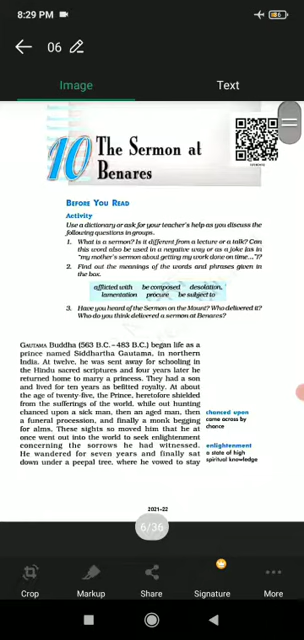 8:29 PM
06
Image Text
10 The Sermon at
Benares
BEFORE YOU READ
Activity
Use a dictionary or ask for your teacher's help as you discuss the
following questions in groups.
1. What is a sermon? Is it different from a lecture or a talk? Can
this word also be used in a negative way or as a joke (as in
“my mother's sermon about getting my work done on time...”)?
2. Find out the meanings of the words and phrases given in
the box.
afflicted with be composed desolation,
lamentation procure be subject to
3. Have you heard of the Sermon on the Mount? Who delivered it?
Who do you think delivered a sermon at Benares?
GAUTAMA Buddha (563 B.C. – 483 B.C.) began life as a
prince named Siddhartha Gautama, in northern
India. At twelve, he was sent away for schooling in
the Hindu sacred scriptures and four years later he
returned home to marry a princess. They had a son
and lived for ten years as befitted royalty. At about
the age of twenty-five, the Prince, heretofore shielded
from the sufferings of the world, while out hunting
chanced upon a sick man, then an aged man, then
a funeral procession, and finally a monk begging
for alms. These sights so moved him that he at
once went out into the world to seek enlightenment
concerning the sorrows he had witnessed.
He wandered for seven years and finally sat
down under a peepal tree, where he vowed to stay
chanced upon
came across by
chance
enlightenment
a state of high
spiritual knowledge
2021–22
6/36
Crop Markup Share Signature More